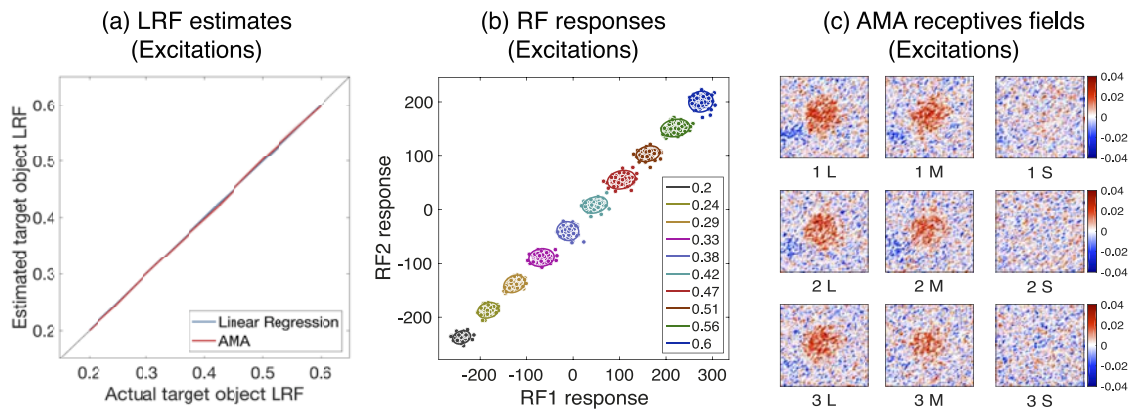 (a) LRF estimates
(Excitations)
Estimated target object LRF
0.6
0.5
0.4
0.3
0.2
Linear Regression
AMA
0.2 0.3 0.4 0.5 0.6
Actual target object LRF
(b) RF responses
(Excitations)
RF2 response
200
100
0
-100
-200
0.2
0.24
0.29
0.33
0.38
0.42
0.47
0.51
0.56
0.6
-200 -100 0 100 200 300
RF1 response
(c) AMA receptives fields
(Excitations)
0.04
0.02
0
-0.02
-0.04
1 L 1 M 1 S
0.04
0.02
0
-0.02
-0.04
2 L 2 M 2 S
0.04
0.02
0
-0.02
-0.04
3 L 3 M 3 S